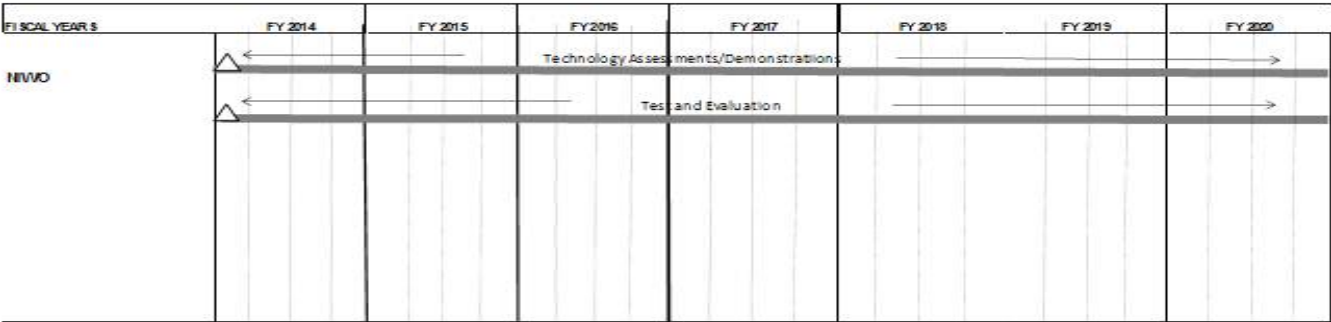 FISCAL YEARS FY 2014 FY 2015 FY 2016 FY 2017 FY 2018 FY 2019 FY 2020
Technology Assessments/Demonstratiions
NIWO
Test and Evaluation